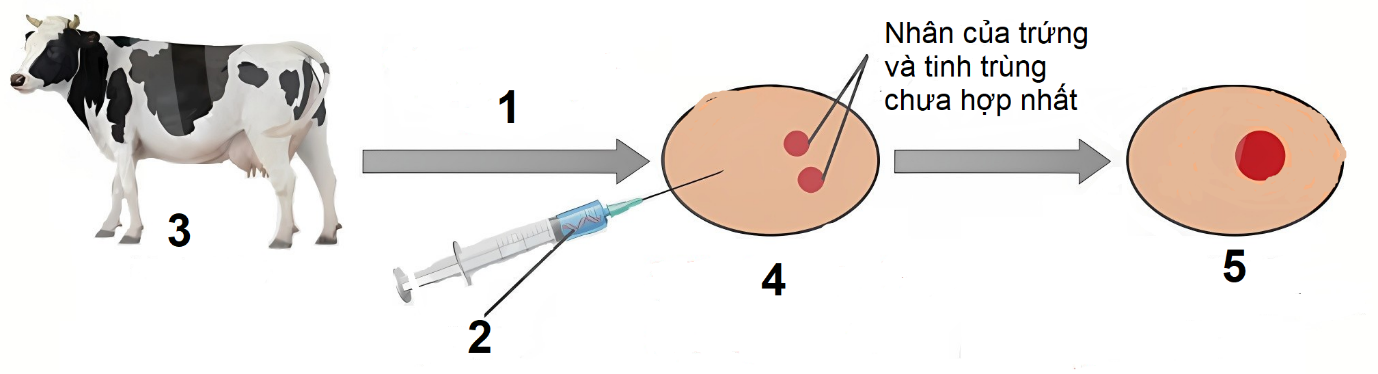 Nhân của trứng
và tinh trùng
chưa hợp nhất
1
3
2
4
5